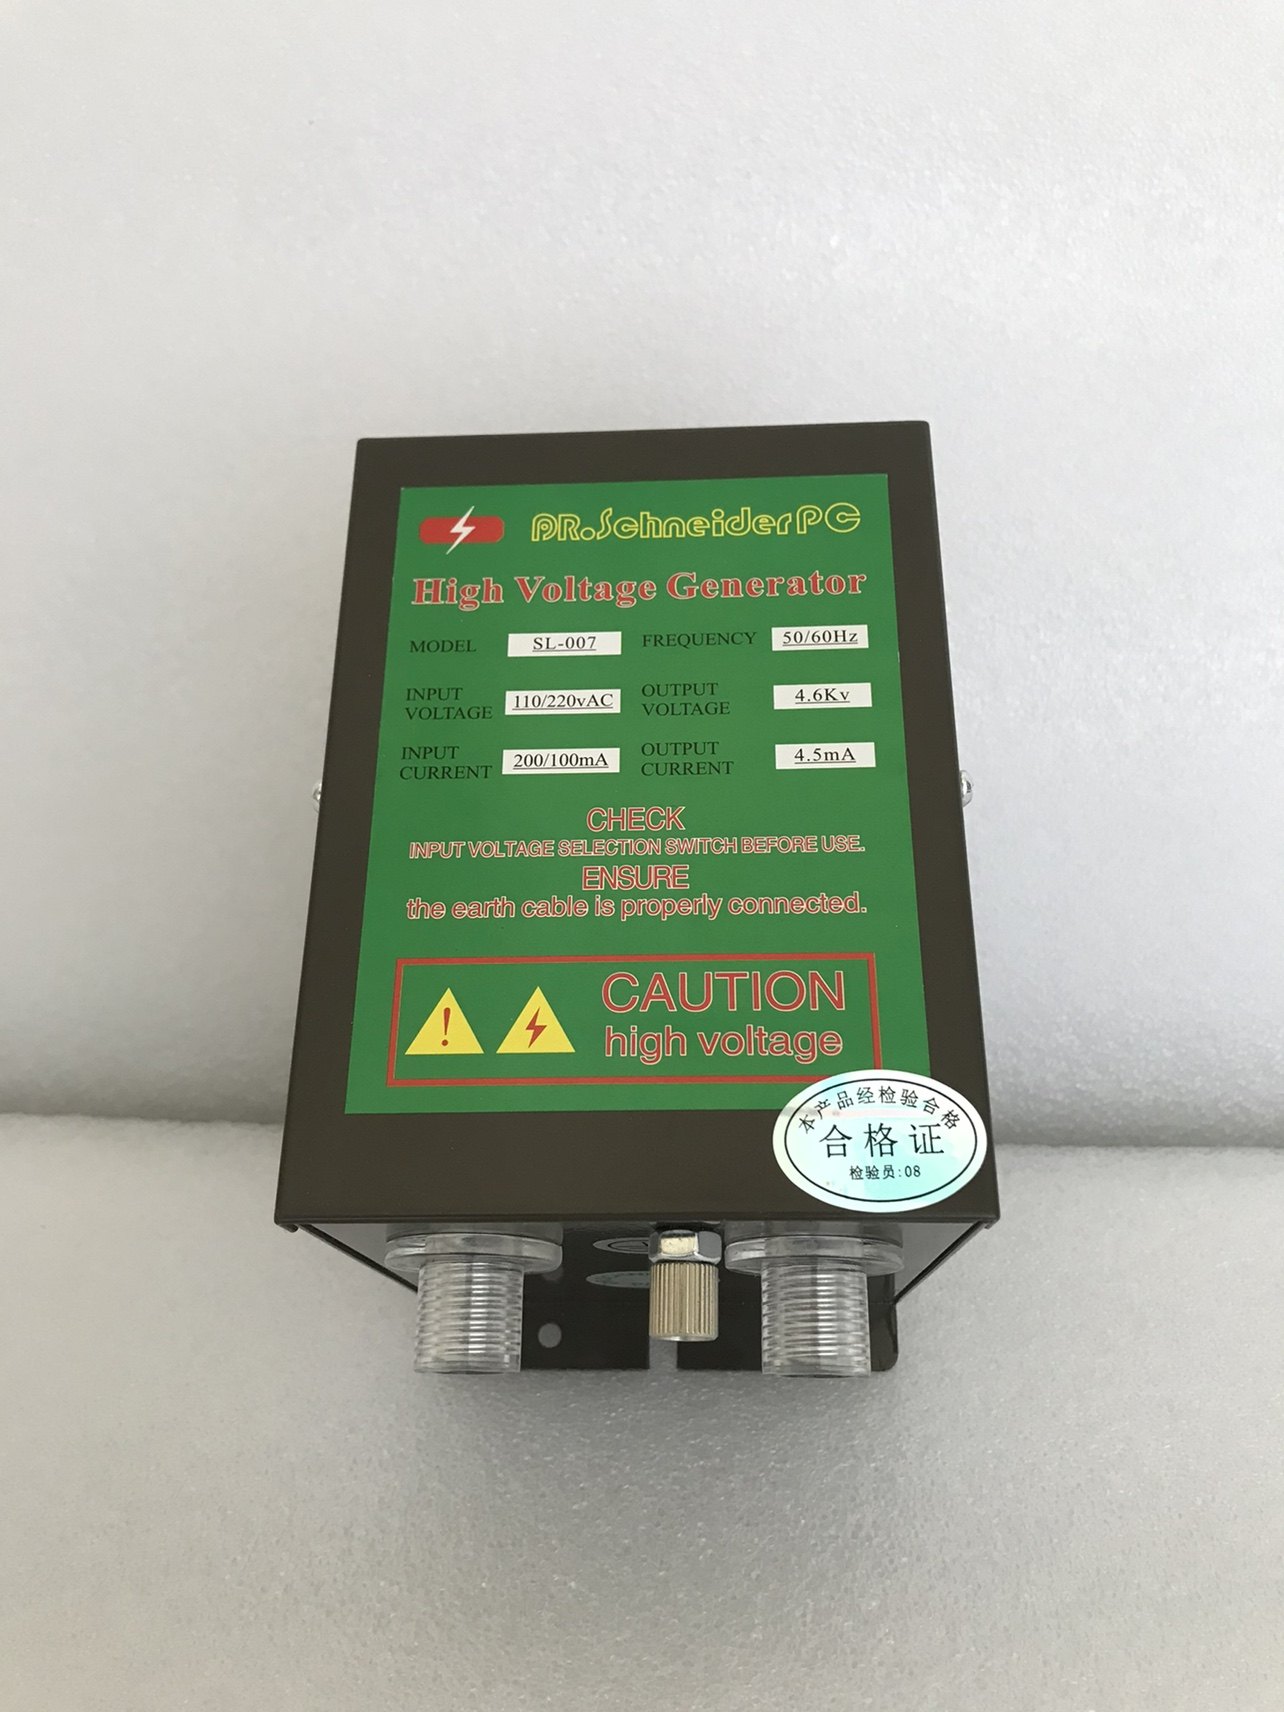 DR.SchneiderPC
High Voltage Generator
MODEL SL-007 FREQUENCY 50/60Hz
INPUT VOLTAGE 110/220vAC OUTPUT VOLTAGE 4.6Kv
INPUT CURRENT 200/100mA OUTPUT CURRENT 4.5mA
CHECK
INPUT VOLTAGE SELECTION SWITCH BEFORE USE.
ENSURE
the earth cable is properly connected.
!
CAUTION
high voltage
本产品经检验合格
合格证
检验员:08